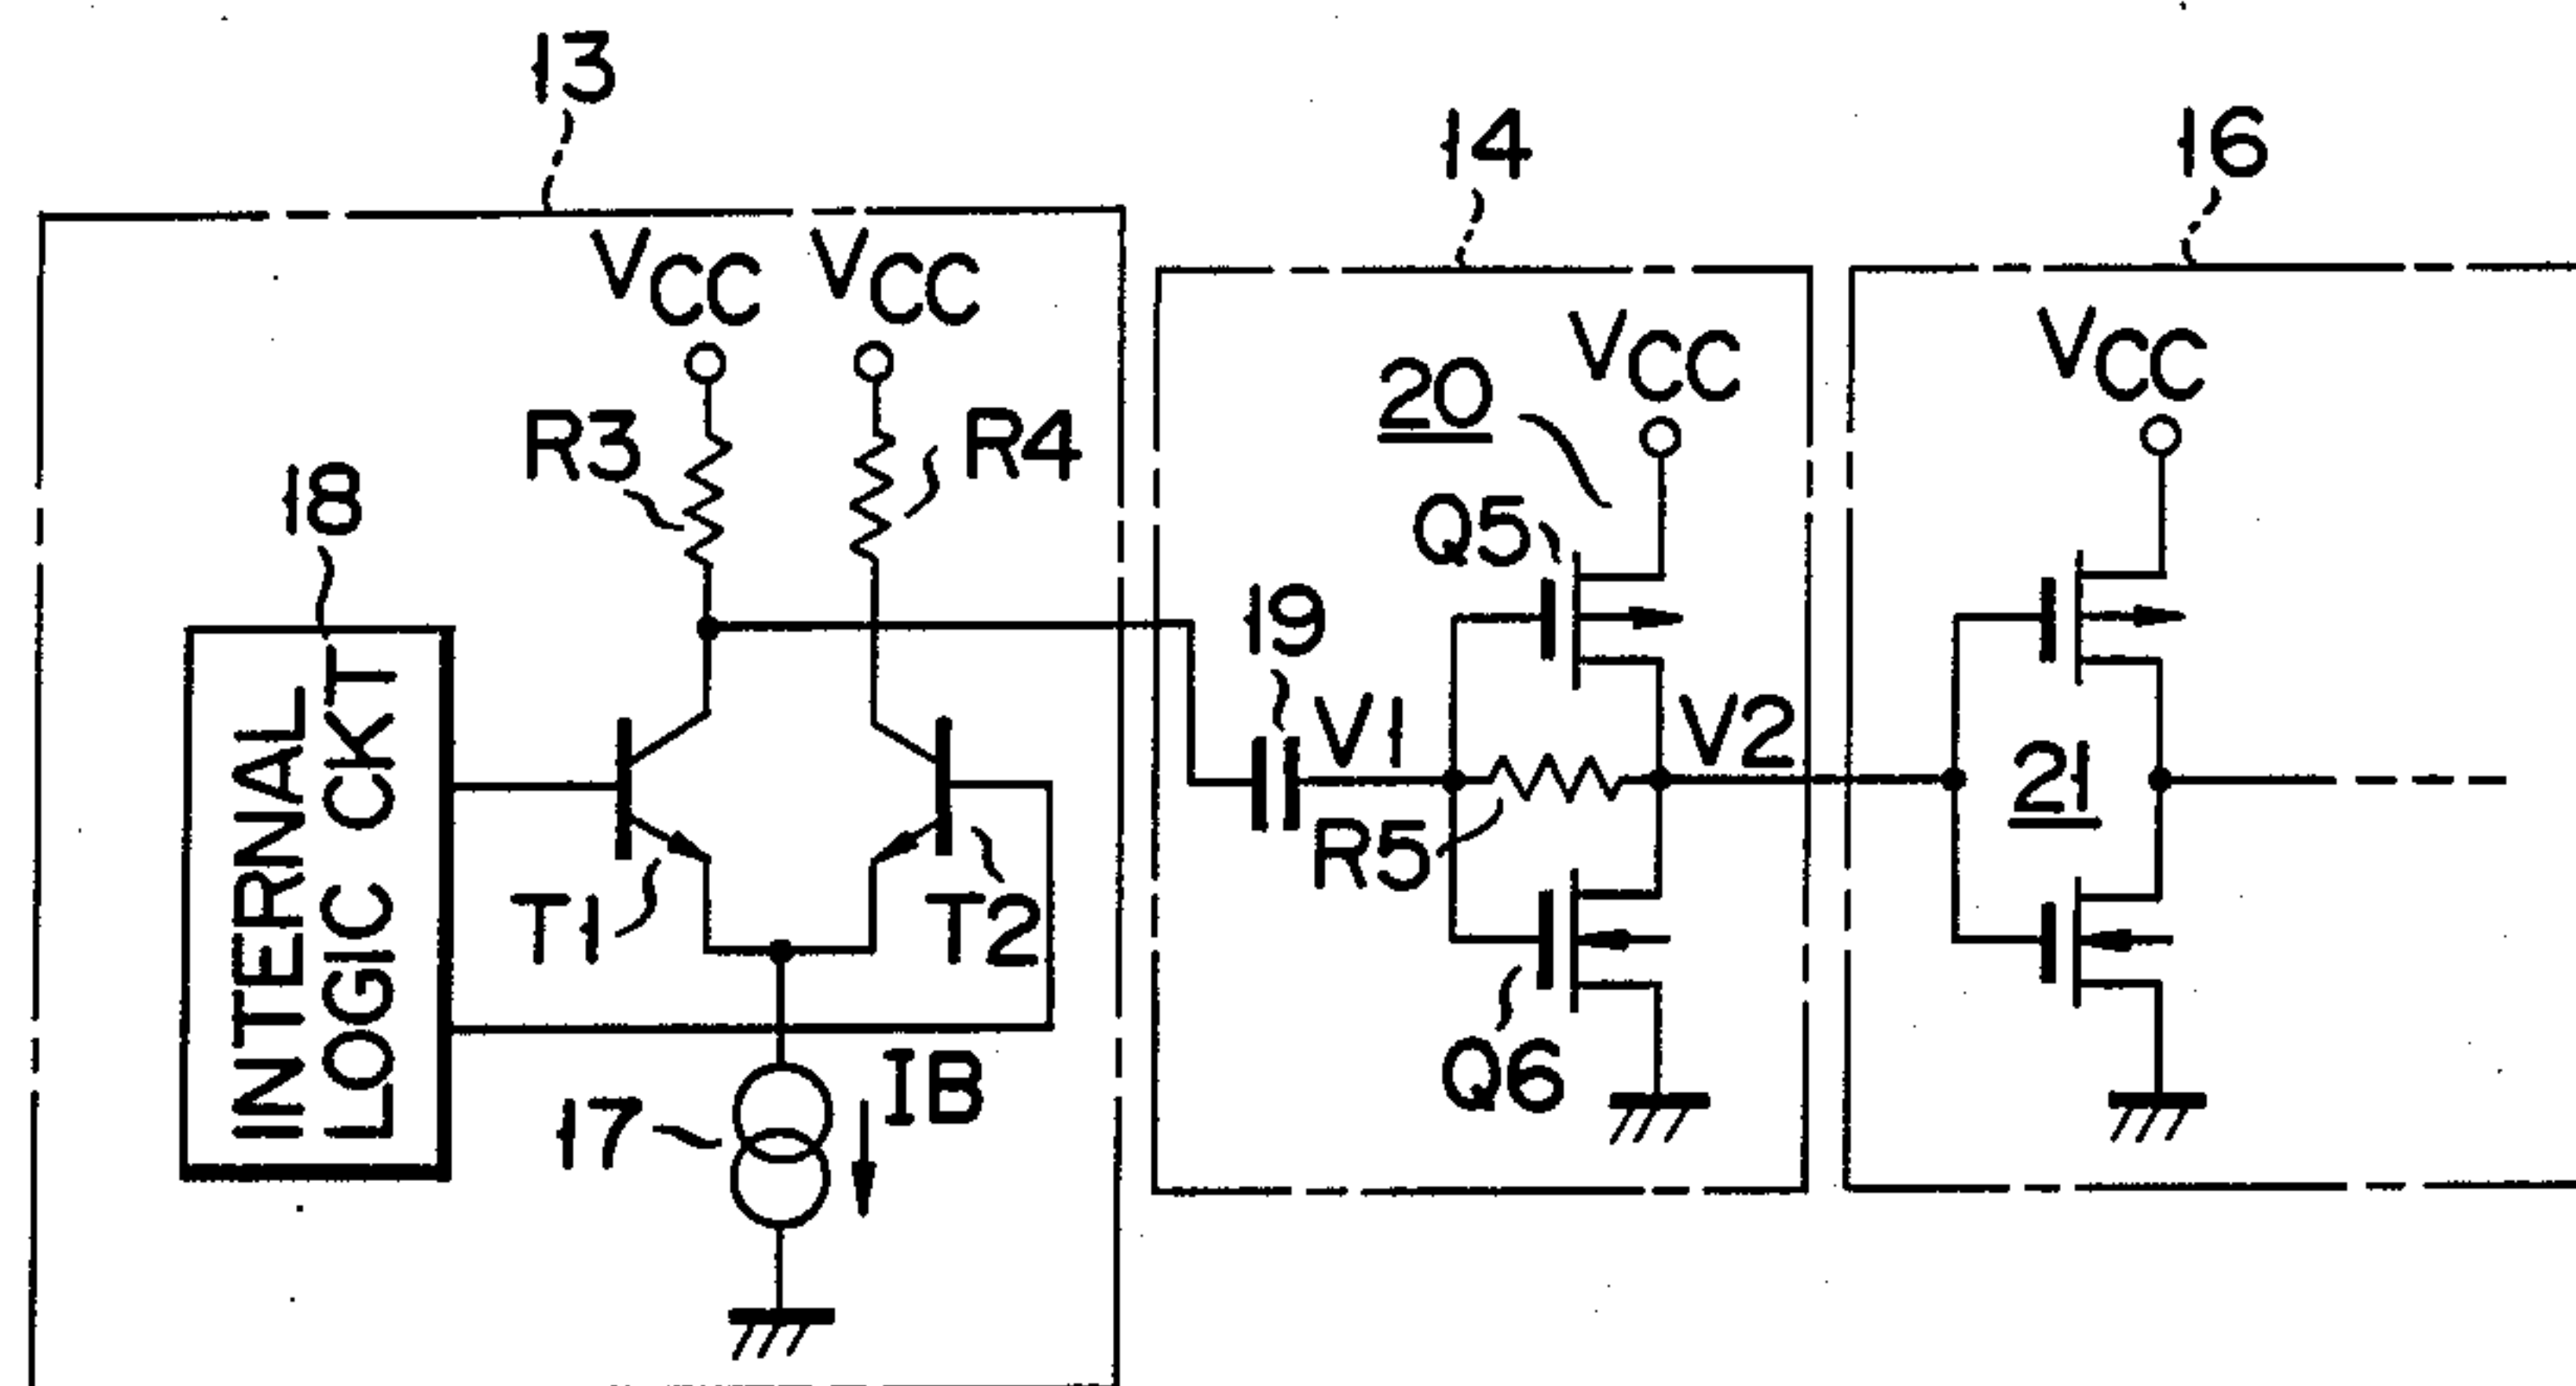 13
14
16
VCC
VCC
VCC
VCC
20
R3
R4
18
Q5
19
INTERNAL
LOGIC CKT
V1
V2
21
R5
T1
T2
Q6
17
IB